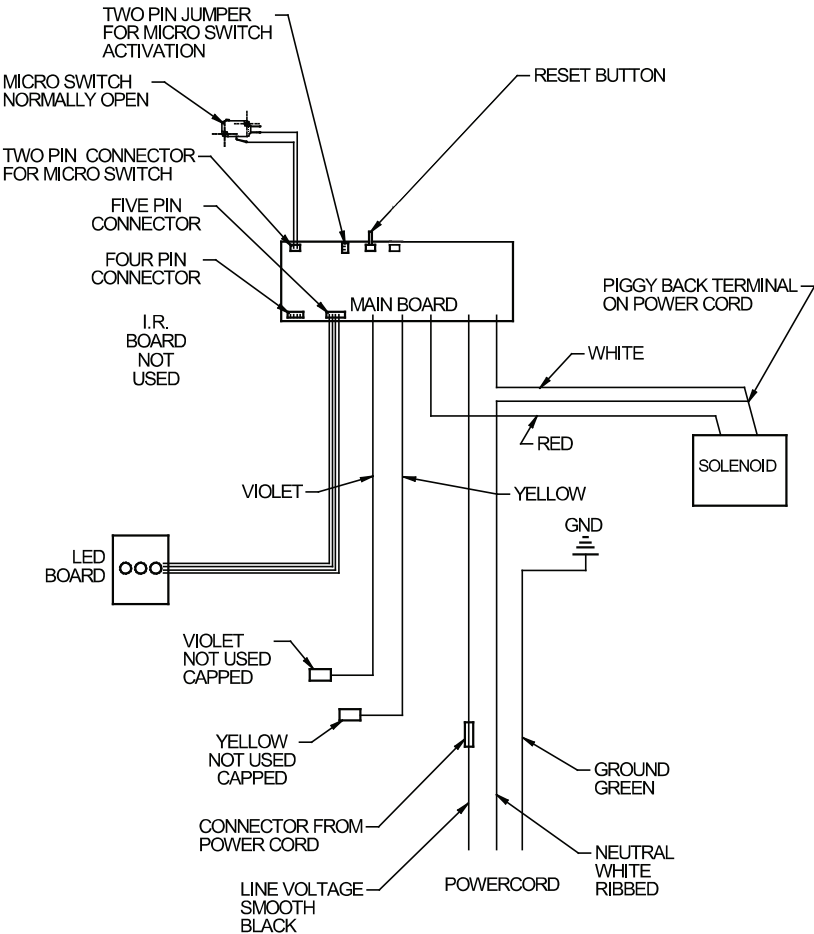 TWO PIN JUMPER
FOR MICRO SWITCH
ACTIVATION
MICRO SWITCH
NORMALLY OPEN
RESET BUTTON
TWO PIN CONNECTOR
FOR MICRO SWITCH
FIVE PIN
CONNECTOR
FOUR PIN
CONNECTOR
I.R.
BOARD
NOT
USED
MAIN BOARD
PIGGY BACK TERMINAL
ON POWER CORD
WHITE
RED
SOLENOID
VIOLET
YELLOW
GND
LED
BOARD
VIOLET
NOT USED
CAPPED
YELLOW
NOT USED
CAPPED
GROUND
GREEN
CONNECTOR FROM
POWER CORD
NEUTRAL
WHITE
RIBBED
POWERCORD
LINE VOLTAGE
SMOOTH
BLACK